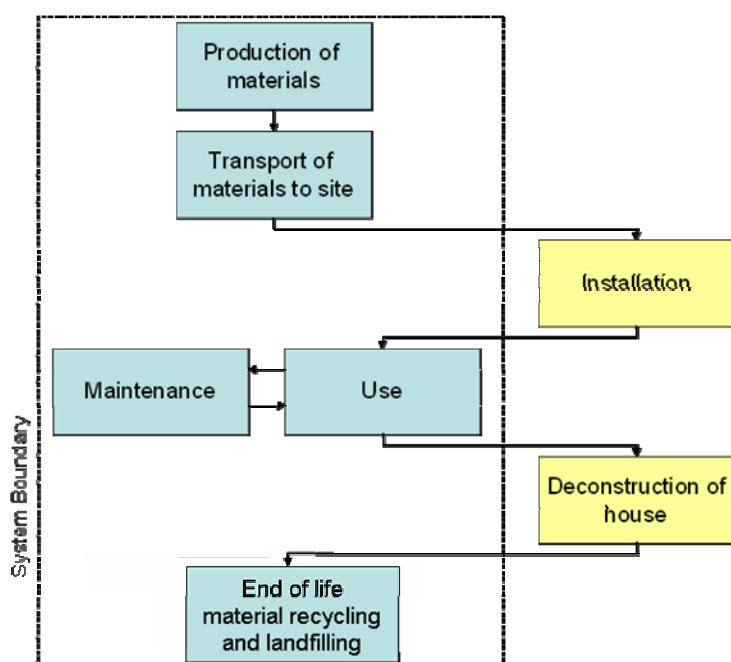 Production of
materials
Transport of
materials to site
Installation
Maintenance
Use
Deconstruction of
house
End of life
material recycling
and landfilling
System Boundary